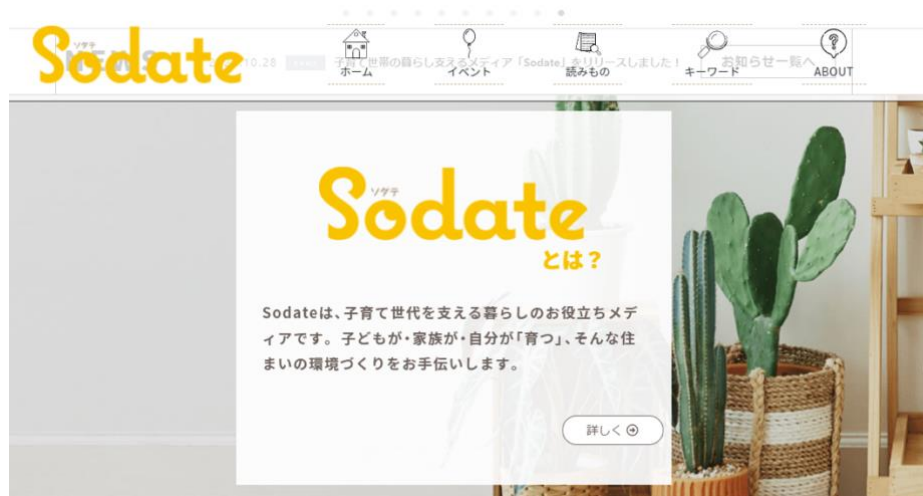 ソダテ
Sodate
NEWS
10.28
子育て世帯の暮らし支えるメディア「Sodate」をリリースしました！
お知らせ一覧へ
ホーム
イベント
読みもの
キーワード
ABOUT
ソダテ
Sodate
とは？
Sodateは、子育て世代を支える暮らしのお役立ちメデ
ィアです。子どもが・家族が・自分が「育つ」、そんな住
まいの環境づくりをお手伝いします。
詳しく